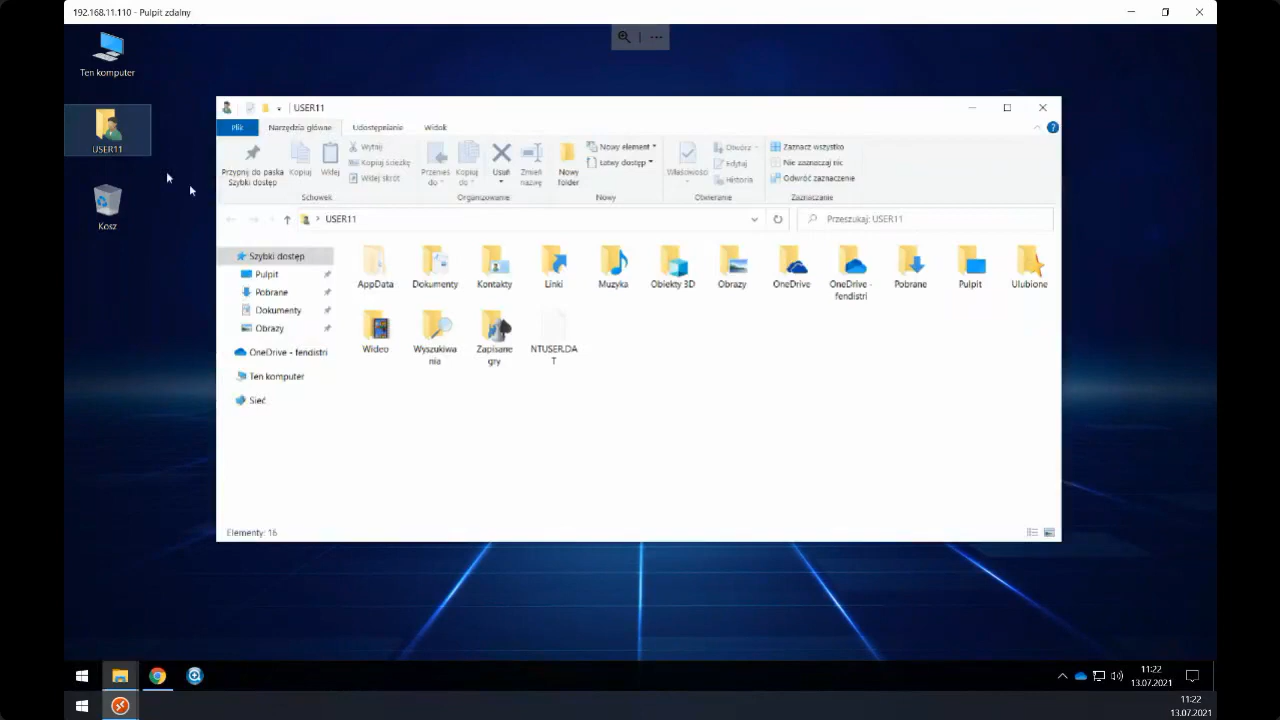 192.168.11.110 - Pulpit zdalny
Ten komputer
USER11
Kosz
USER11
Plik
Narzędzia główne
Udostępnianie
Widok
Przypnij do paska
Szybki dostęp
Kopiuj
Wklej
Wytnij
Kopiuj ścieżkę
Wklej skrót
Schowek
Przenieś
do
Kopiuj
do
Usuń
Zmień
nazwę
Organizowanie
Nowy
folder
Nowy element
Łatwy dostęp
Nowy
Właściwości
Otwórz
Edytuj
Historia
Otwieranie
Zaznacz wszystko
Nie zaznaczaj nic
Odwróć zaznaczenie
Zaznaczanie
USER11
Przeszukaj: USER11
Szybki dostęp
Pulpit
Pobrane
Dokumenty
Obrazy
OneDrive - fendistri
Ten komputer
Sieć
AppData
Dokumenty
Kontakty
Linki
Muzyka
Obiekty 3D
Obrazy
OneDrive
OneDrive -
fendistri
Pobrane
Pulpit
Ulubione
Wideo
Wyszukiwa
nia
Zapisane
gry
NTUSER.DA
T
Elementy: 16
11:22
13.07.2021
11:22
13.07.2021